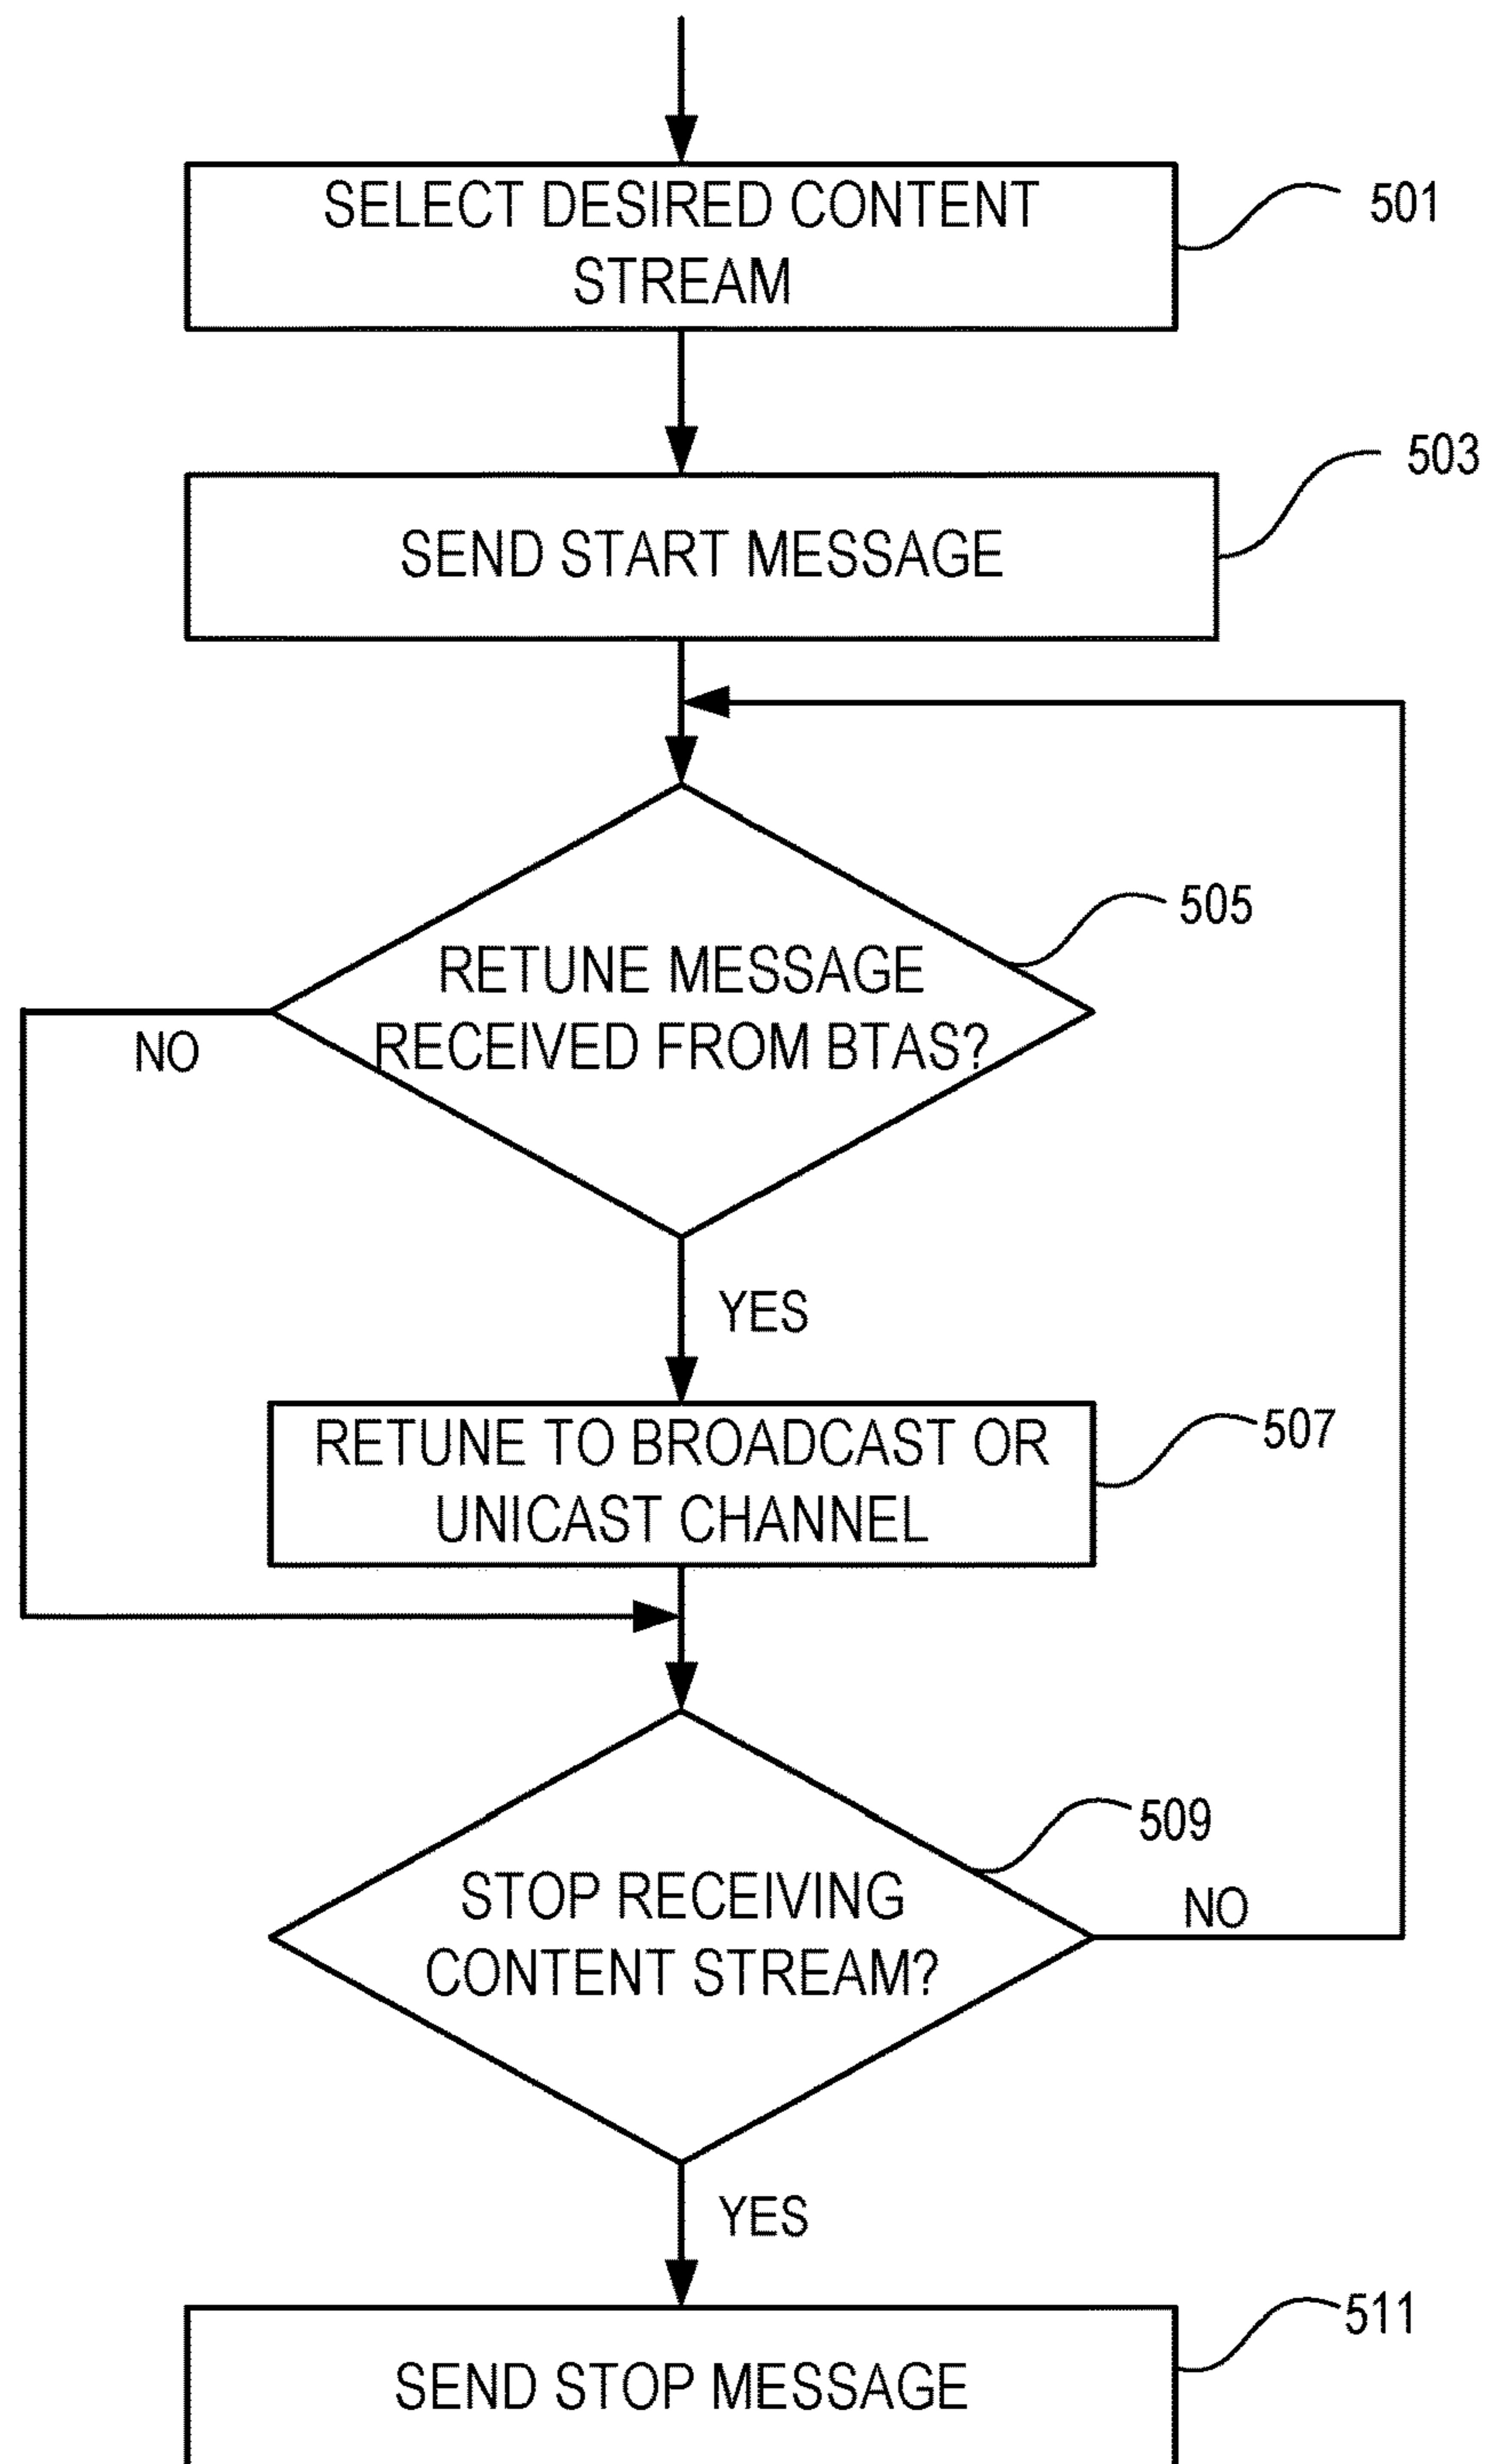 SELECT DESIRED CONTENT
STREAM
501
SEND START MESSAGE
503
RETUNE MESSAGE
RECEIVED FROM BTAS?
505
NO
YES
RETUNE TO BROADCAST OR
UNICAST CHANNEL
507
STOP RECEIVING
CONTENT STREAM?
509
NO
YES
SEND STOP MESSAGE
511